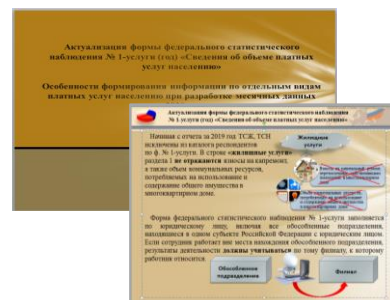 Актуализация формы федерального статистического
наблюдения № 1-услуги (год) «Сведения об объеме платных
услуг населению»
Особенности формирования информации по отдельным видам
платных услуг населению при разработке месячных данных
Актуализация формы федерального статистического наблюдения
№ 1-услуги (год) «Сведения об объеме платных услуг населению»
Начиная с отчета за 2019 год ТСЖ, ТСН
исключены из каталога респондентов
по ф. № 1-услуги. В строке «жилищные услуги»
раздела 1 не отражаются взносы на капремонт,
а также объем коммунальных ресурсов,
потребляемых на использование и
содержание общего имущества в
многоквартирном доме.
Жилищные
услуги
Форма федерального статистического наблюдения № 1-услуги заполняется
по юридическому лицу, включая все обособленные подразделения,
находящиеся в одном субъекте Российской Федерации с юридическим лицом.
Если сотрудник работает вне места нахождения обособленного подразделения,
результаты деятельности должны учитываться по тому филиалу, к которому
работник относится.
Обособленное
подразделение
Филиал